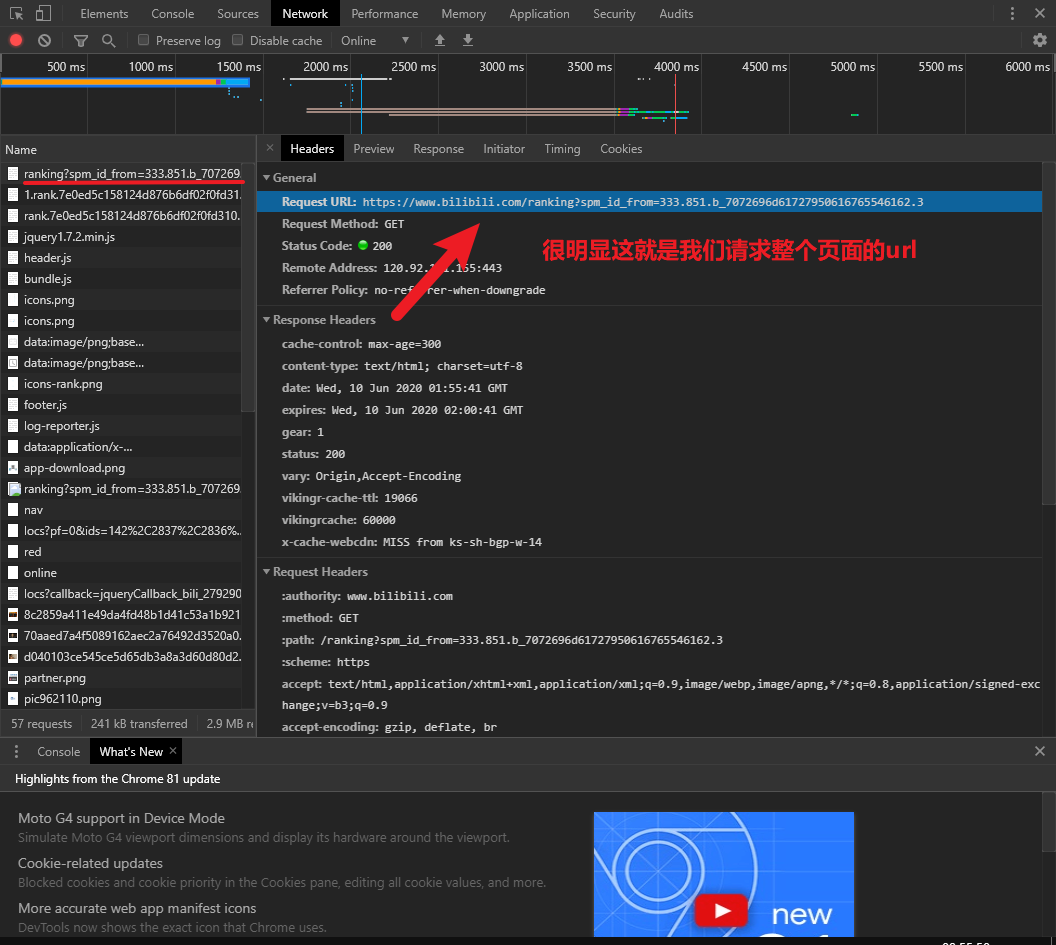 Elements Console Sources Network Performance Memory Application Security Audits
Preserve log Disable cache Online
500 ms 1000 ms 1500 ms 2000 ms 2500 ms 3000 ms 3500 ms 4000 ms 4500 ms 5000 ms 5500 ms 6000 ms
Name
ranking?spm_id_from=333.851.b_707269
1.rank.7e0ed5c158124d876b6df02f0fd31.
rank.7e0ed5c158124d876b6df02f0fd310.
jquery1.7.2.min.js
header.js
bundle.js
icons.png
icons.png
data:image/png;base...
data:image/png;base...
icons-rank.png
footer.js
log-reporter.js
data:application/x-...
app-download.png
ranking?spm_id_from=333.851.b_707269
nav
locs?pf=0&ids=142%2C2837%2C2836%..
red
online
locs?callback=jqueryCallback_bili_279290
8c2859a411e49da4fd48b1d41c53a1b921
70aaed7a4f5089162aec2a76492d3520a0.
d040103ce545ce5d65db3a8a3d60d80d2.
partner.png
pic962110.png
57 requests 241 kB transferred 2.9 MB re
× Headers Preview Response Initiator Timing Cookies
General
Request URL: https://www.bilibili.com/ranking?spm_id_from=333.851.b_7072696d61727950616765546162.3
Request Method: GET
Status Code: 200
很明显这就是我们请求整个页面的url
Remote Address:
Referrer Policy: no-referrer-when-downgrade
Response Headers
cache-control: max-age=300
content-type: text/html; charset=utf-8
date: Wed, 10 Jun 2020 01:55:41 GMT
expires: Wed, 10 Jun 2020 02:00:41 GMT
gear: 1
status: 200
vary: Origin,Accept-Encoding
vikingr-cache-ttl: 19066
vikingrcache: 60000
x-cache-webcdn: MISS from ks-sh-bgp-w-14
Request Headers
:authority: www.bilibili.com
:method: GET
:path: /ranking?spm_id_from=333.851.b_7072696d61727950616765546162.3
:scheme: https
accept: text/html,application/xhtml+xml,application/xml;q=0.9,image/webp,image/apng,*/*;q=0.8,application/signed-exc
hange;v=b3;q=0.9
accept-encoding: gzip, deflate, br
Console What's New ×
Highlights from the Chrome 81 update
Moto G4 support in Device Mode
Simulate Moto G4 viewport dimensions and display its hardware around the viewport.
Cookie-related updates
Blocked cookies and cookie priority in the Cookies pane, editing all cookie values, and more.
More accurate web app manifest icons
DevTools now shows the exact icon that Chrome uses.
new